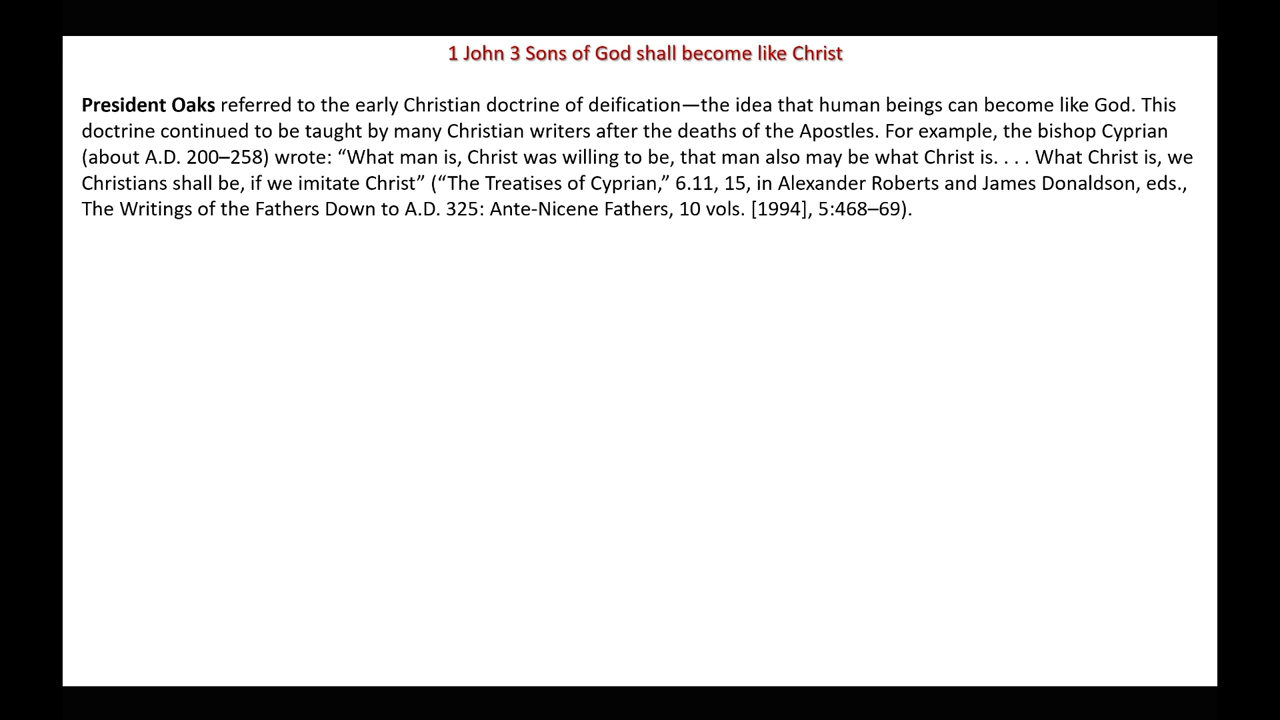 1 John 3 Sons of God shall become like Christ
President Oaks referred to the early Christian doctrine of deification—the idea that human beings can become like God. This
doctrine continued to be taught by many Christian writers after the deaths of the Apostles. For example, the bishop Cyprian
(about A.D. 200–258) wrote: “What man is, Christ was willing to be, that man also may be what Christ is. . . . What Christ is, we
Christians shall be, if we imitate Christ” (“The Treatises of Cyprian,” 6.11, 15, in Alexander Roberts and James Donaldson, eds.,
The Writings of the Fathers Down to A.D. 325: Ante-Nicene Fathers, 10 vols. [1994], 5:468–69).